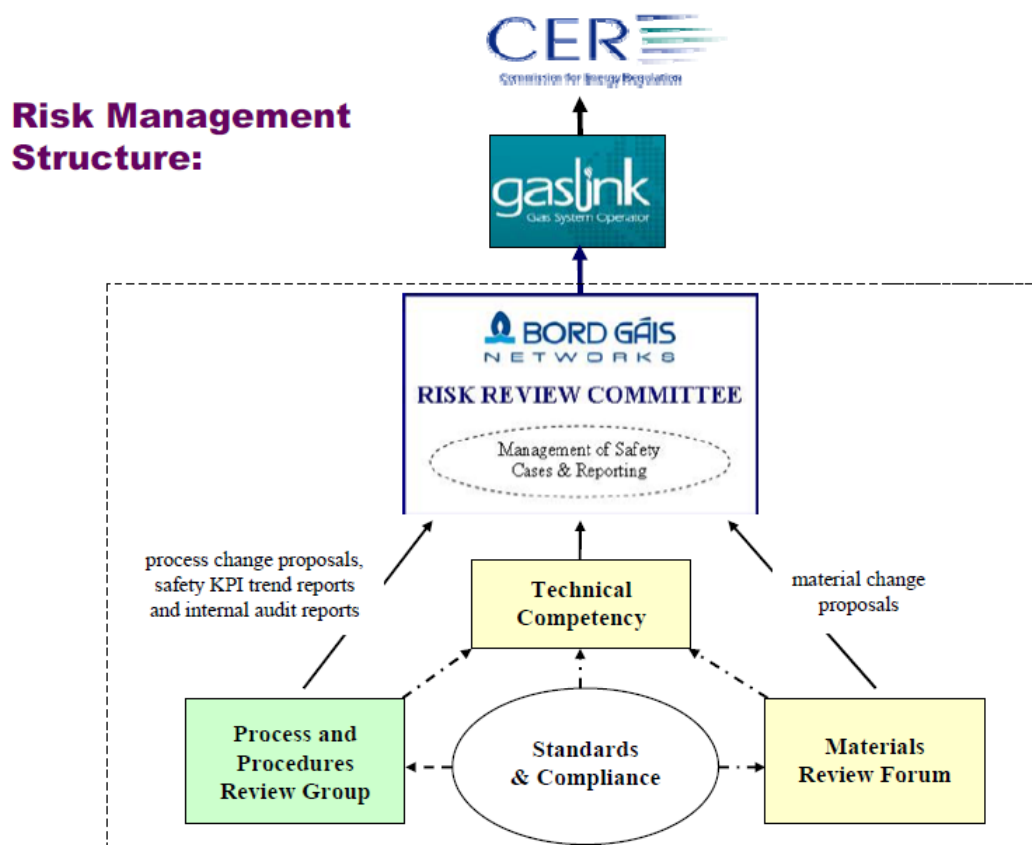 CER
Commission for Energy Regulation
Risk Management
Structure:
gaslink
Gas System Operator
BORD GÁIS
NETWORKS
RISK REVIEW COMMITTEE
Management of Safety
Cases & Reporting
process change proposals,
safety KPI trend reports
and internal audit reports
material change
proposals
Technical
Competency
Process and
Procedures
Review Group
Standards
& Compliance
Materials
Review Forum